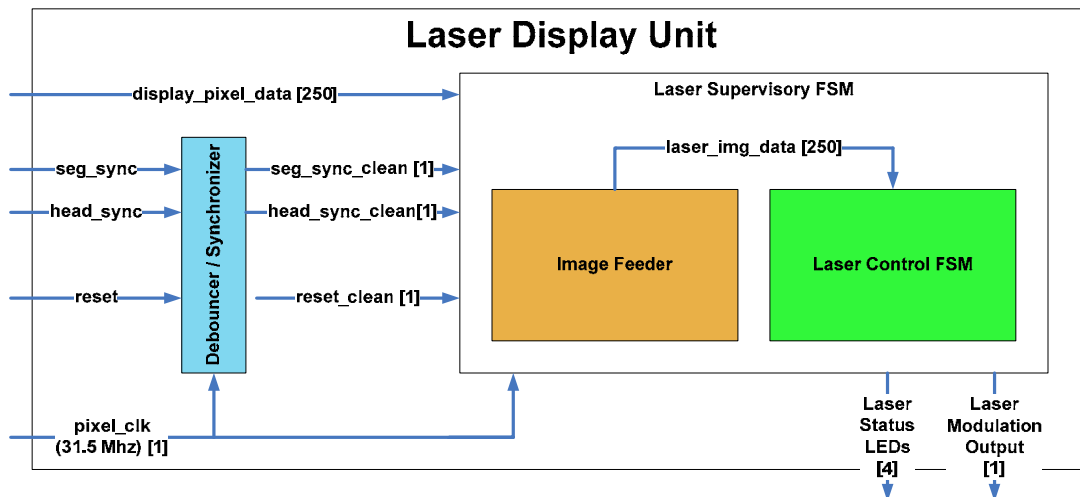 Laser Display Unit
display_pixel_data [250]
Laser Supervisory FSM
laser_img_data [250]
seg_sync
seg_sync_clean [1]
head_sync
head_sync_clean[1]
Debouncer / Synchronizer
Image Feeder
Laser Control FSM
reset
reset_clean [1]
pixel_clk
(31.5 Mhz) [1]
Laser
Status
LEDs
[4]
Laser
Modulation
Output
[1]